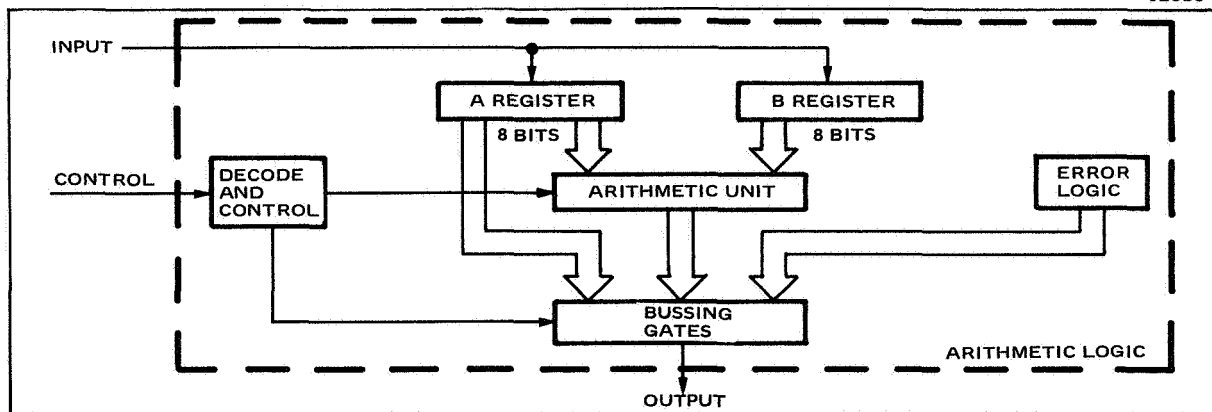 INPUT
A REGISTER
B REGISTER
8 BITS
8 BITS
CONTROL
DECODE
AND
CONTROL
ARITHMETIC UNIT
ERROR
LOGIC
BUSSING
GATES
ARITHMETIC LOGIC
OUTPUT